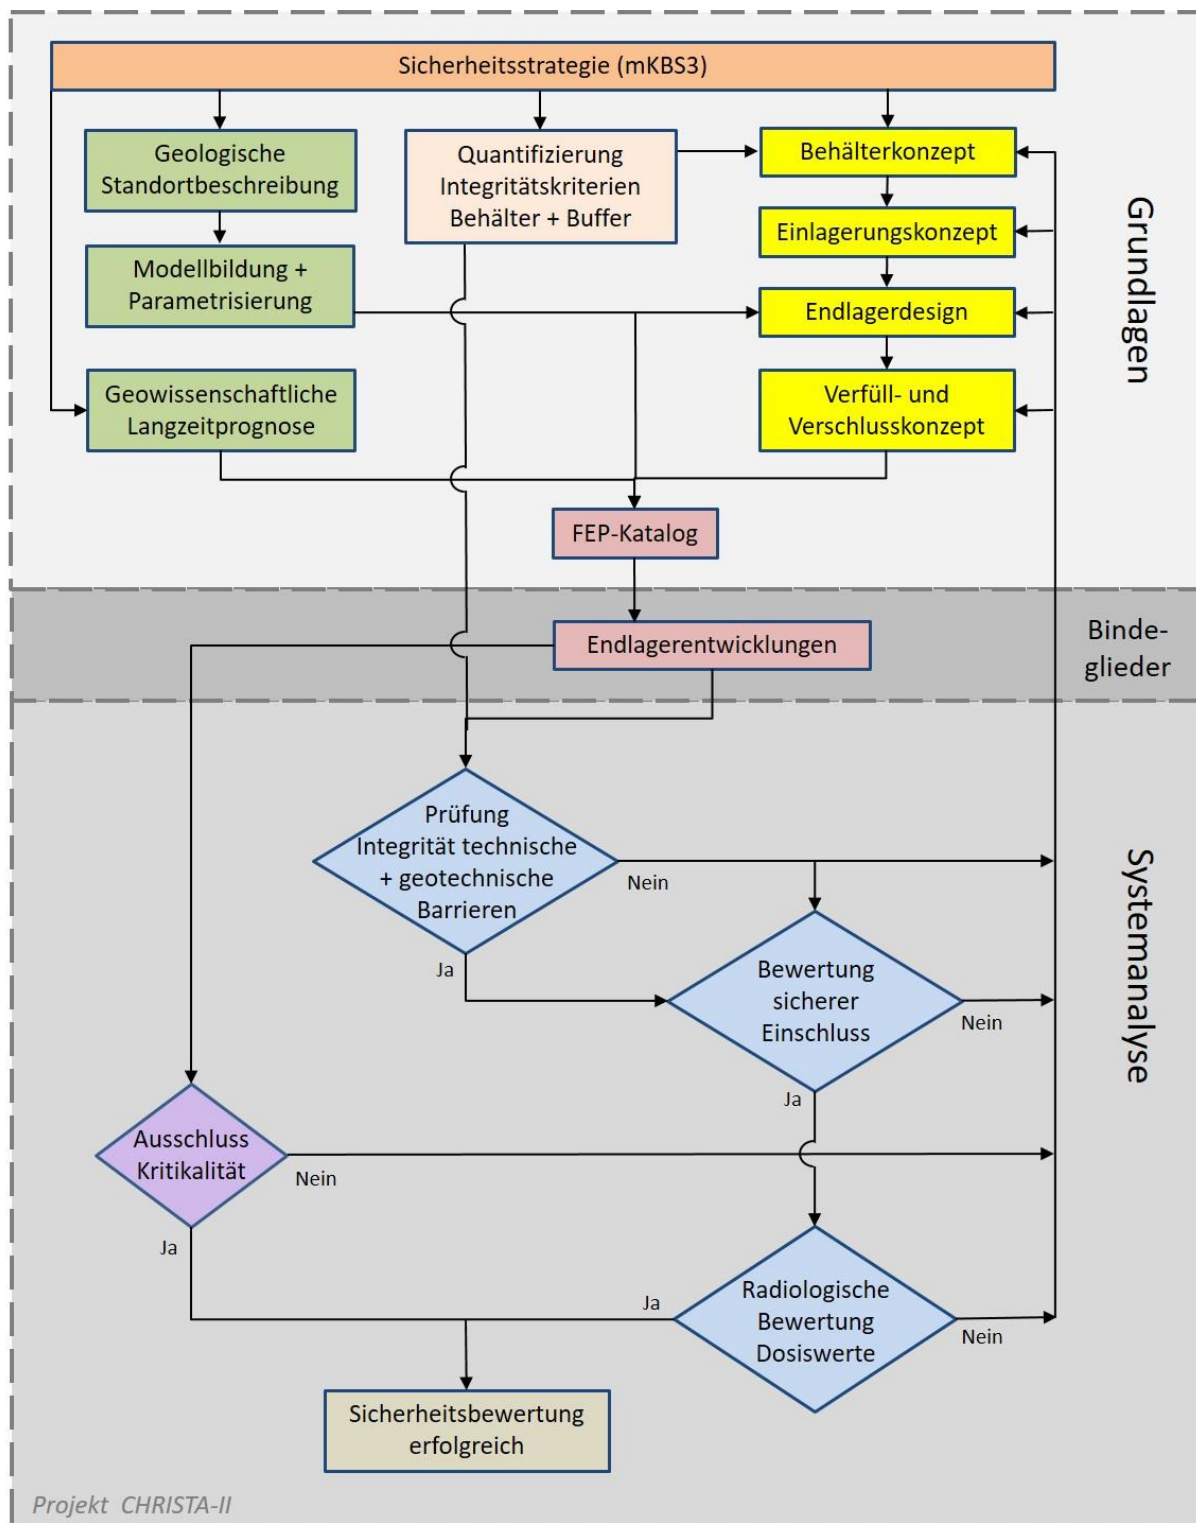 Sicherheitsstrategie (mKBS3)
Geologische
Standortbeschreibung
Quantifizierung
Integritätskriterien
Behälter + Buffer
Behälterkonzept
Einlagerungskonzept
Modellbildung +
Parametrisierung
Endlagerdesign
Geowissenschaftliche
Langzeitprognose
Verfüll- und
Verschlusskonzept
Grundlagen
FEP-Katalog
Endlagerentwicklungen
Binde-
glieder
Prüfung
Integrität technische
+ geotechnische
Barrieren
Nein
Ja
Bewertung
sicherer
Einschluss
Nein
Ja
Systemanalyse
Ausschluss
Kritikalität
Nein
Ja
Radiologische
Bewertung
Dosiswerte
Ja
Nein
Sicherheitsbewertung
erfolgreich
Projekt CHRISTA-II